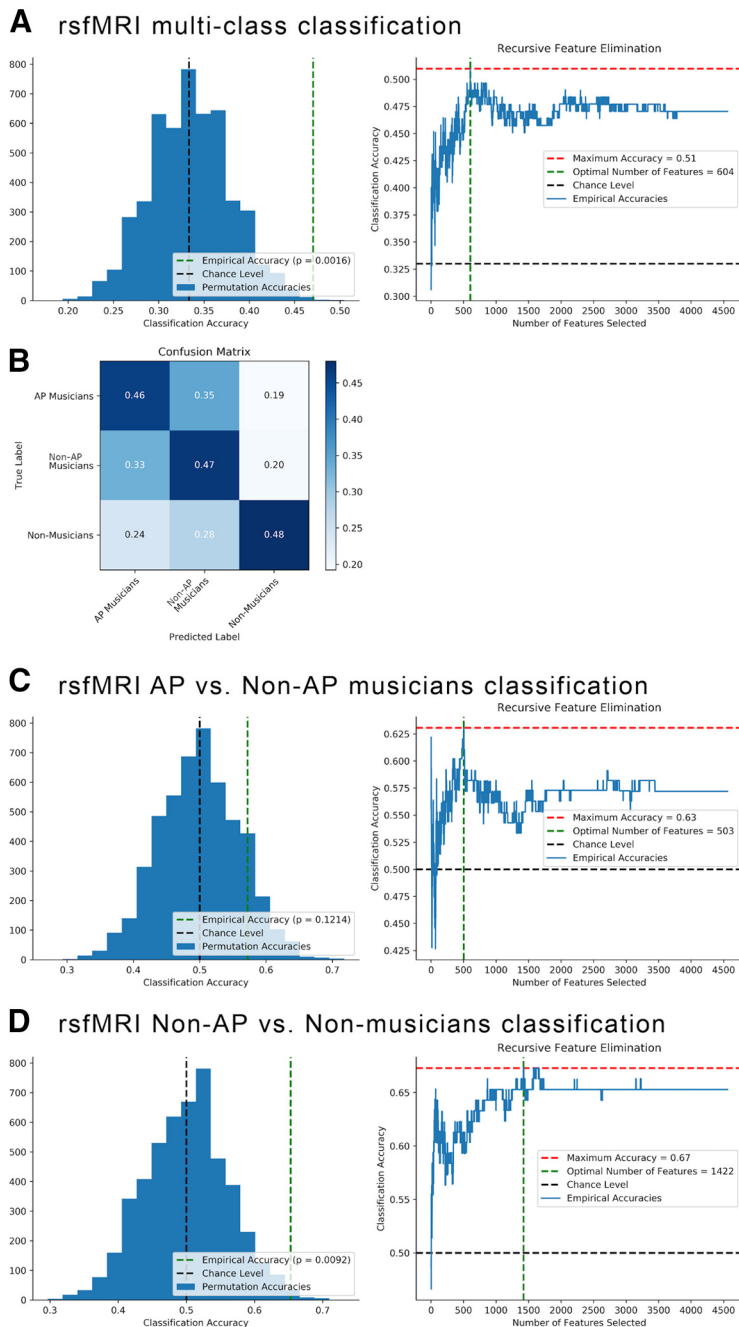 A rsfMRI multi-class classification
800
700
600
500
400
300
200
100
0
0.20 0.25 0.30 0.35 0.40 0.45 0.50
Classification Accuracy
Empirical Accuracy (p = 0.0016)
Chance Level
Permutation Accuracies
Recursive Feature Elimination
Classification Accuracy
0.500
0.475
0.450
0.425
0.400
0.375
0.350
0.325
0.300
0 500 1000 1500 2000 2500 3000 3500 4000 4500
Number of Features Selected
Maximum Accuracy = 0.51
Optimal Number of Features = 604
Chance Level
Empirical Accuracies
B
Confusion Matrix
True Label
AP Musicians 0.46 0.35 0.19
Non-AP
Musicians 0.33 0.47 0.20
Non-Musicians 0.24 0.28 0.48
AP Musicians
Non-AP
Musicians
Non-Musicians
Predicted Label
0.45
0.40
0.35
0.30
0.25
0.20
C rsfMRI AP vs. Non-AP musicians classification
800
700
600
500
400
300
200
100
0
0.3 0.4 0.5 0.6 0.7
Classification Accuracy
Empirical Accuracy (p = 0.1214)
Chance Level
Permutation Accuracies
Recursive Feature Elimination
Classification Accuracy
0.625
0.600
0.575
0.550
0.525
0.500
0.475
0.450
0.425
0 500 1000 1500 2000 2500 3000 3500 4000 4500
Number of Features Selected
Maximum Accuracy = 0.63
Optimal Number of Features = 503
Chance Level
Empirical Accuracies
D rsfMRI Non-AP vs. Non-musicians classification
800
700
600
500
400
300
200
100
0
0.3 0.4 0.5 0.6 0.7
Classification Accuracy
Empirical Accuracy (p = 0.0092)
Chance Level
Permutation Accuracies
Recursive Feature Elimination
Classification Accuracy
0.65
0.60
0.55
0.50
0 500 1000 1500 2000 2500 3000 3500 4000 4500
Number of Features Selected
Maximum Accuracy = 0.67
Optimal Number of Features = 1422
Chance Level
Empirical Accuracies